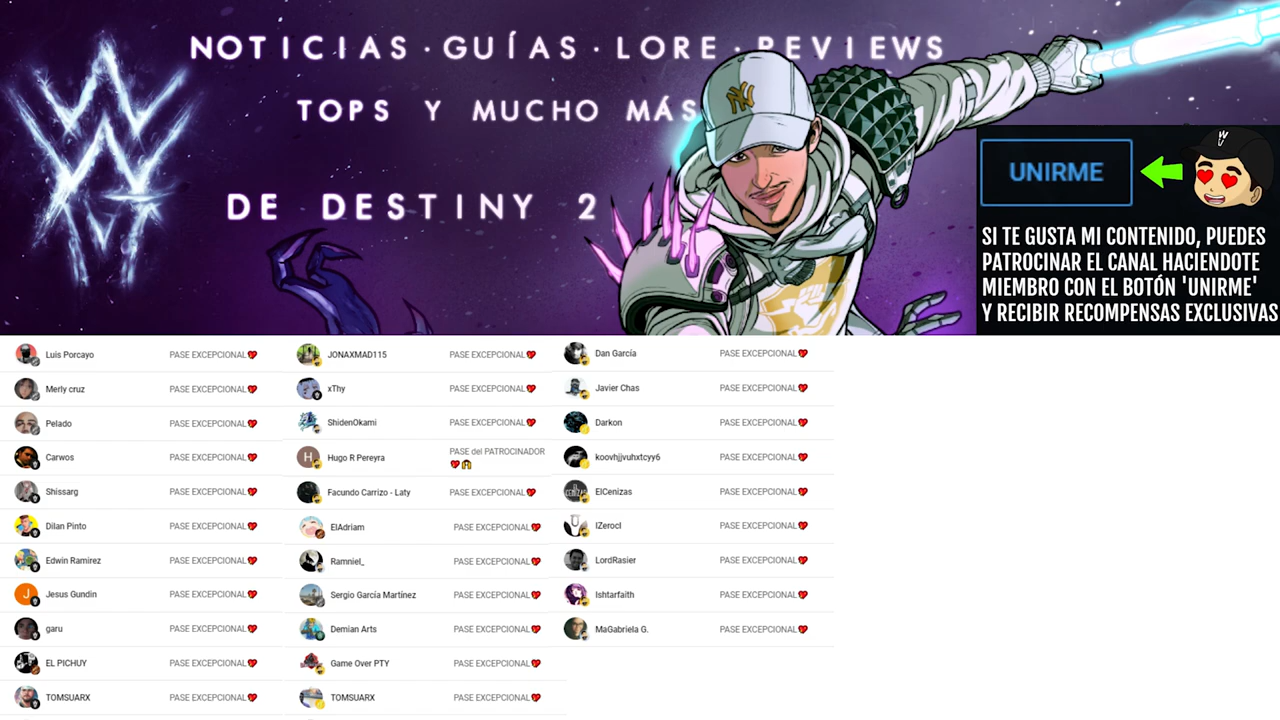 NOTICIAS · GUÍAS · LORE · REVIEWS
TOPS Y MUCHO MÁS
DE DESTINY 2
UNIRME
SI TE GUSTA MI CONTENIDO, PUEDES
PATROCINAR EL CANAL HACIENDOTE
MIEMBRO CON EL BOTÓN 'UNIRME'
Y RECIBIR RECOMPENSAS EXCLUSIVAS
Luis Porcayo PASE EXCEPCIONAL
Merly cruz PASE EXCEPCIONAL
Pelado PASE EXCEPCIONAL
Carwos PASE EXCEPCIONAL
Shissarg PASE EXCEPCIONAL
Dilan Pinto PASE EXCEPCIONAL
Edwin Ramírez PASE EXCEPCIONAL
J Jesus Gundin PASE EXCEPCIONAL
garu PASE EXCEPCIONAL
EL PICHUY PASE EXCEPCIONAL
TOMSUARX PASE EXCEPCIONAL
JONAXMAD115 PASE EXCEPCIONAL
xThy PASE EXCEPCIONAL
ShidenOkami PASE EXCEPCIONAL
H Hugo R Pereyra PASE del PATROCINADOR
Facundo Carrizo - Laty PASE EXCEPCIONAL
ElAdriam PASE EXCEPCIONAL
Ramniel_ PASE EXCEPCIONAL
Sergio García Martínez PASE EXCEPCIONAL
Demian Arts PASE EXCEPCIONAL
Game Over PTY PASE EXCEPCIONAL
TOMSUARX PASE EXCEPCIONAL
Dan García PASE EXCEPCIONAL
Javier Chas PASE EXCEPCIONAL
Darkon PASE EXCEPCIONAL
koovhjjvuhxtcyy6 PASE EXCEPCIONAL
ElCenizas PASE EXCEPCIONAL
IZerocI PASE EXCEPCIONAL
LordRasier PASE EXCEPCIONAL
Ishtarfaith PASE EXCEPCIONAL
MaGabriela G. PASE EXCEPCIONAL